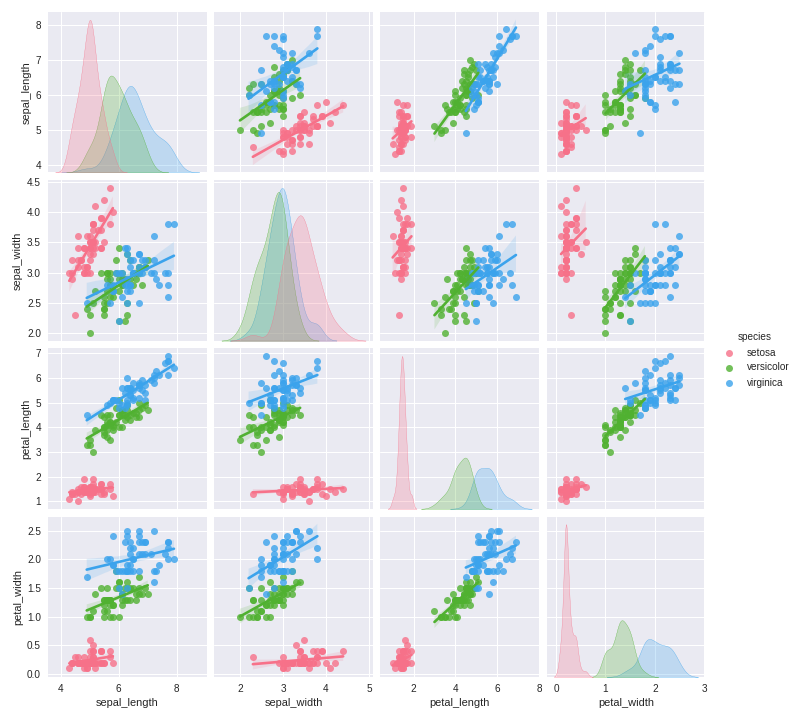 8
7
6
5
4
sepal_length
4.5
4.0
3.5
3.0
2.5
2.0
sepal_width
species
setosa
versicolor
virginica
7
6
5
4
3
2
1
petal_length
2.5
2.0
1.5
1.0
0.5
0.0
petal_width
4 6 8
sepal_length
2 3 4 5
sepal_width
2 4 6 8
petal_length
0 1 2 3
petal_width